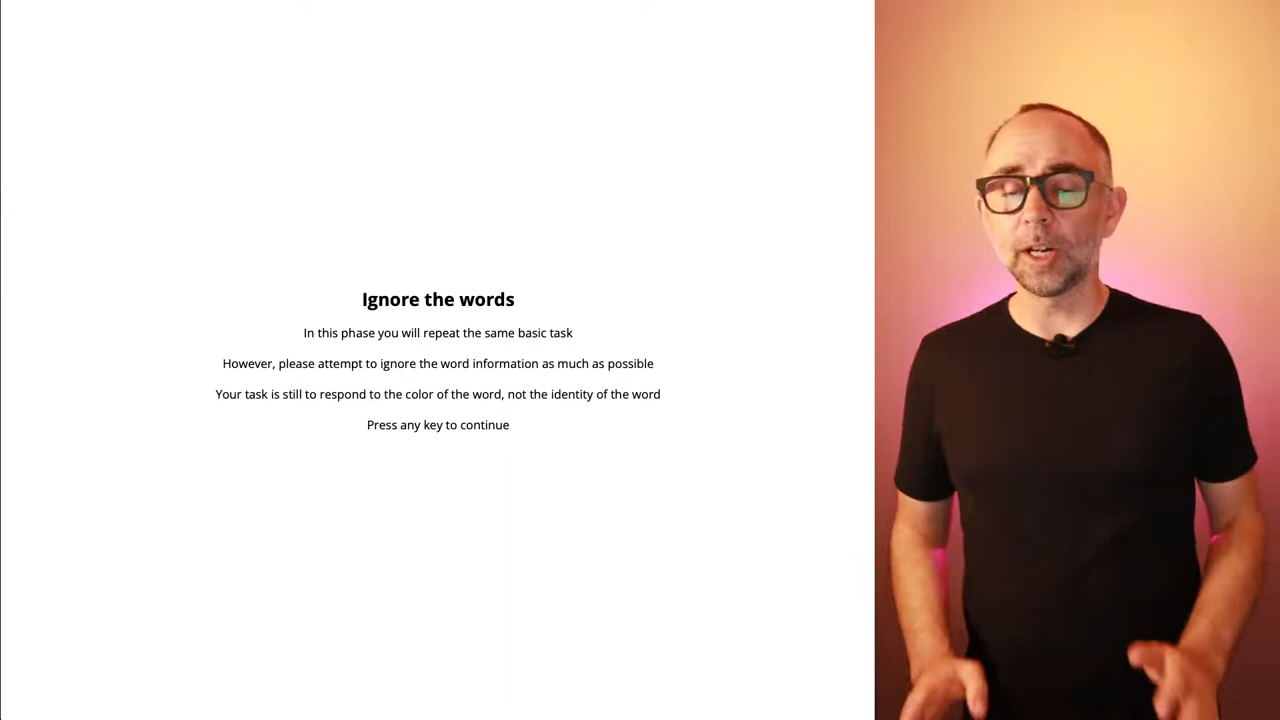 Ignore the words
In this phase you will repeat the same basic task
However, please attempt to ignore the word information as much as possible
Your task is still to respond to the color of the word, not the identity of the word
Press any key to continue